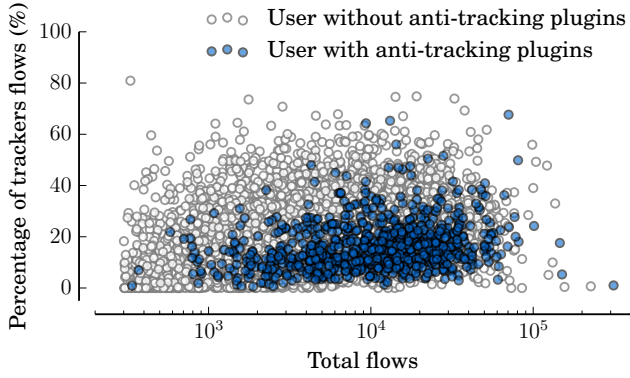 User without anti-tracking plugins
User with anti-tracking plugins
Percentage of trackers flows (%)
100
80
60
40
20
0
10³
10⁴
10⁵
Total flows